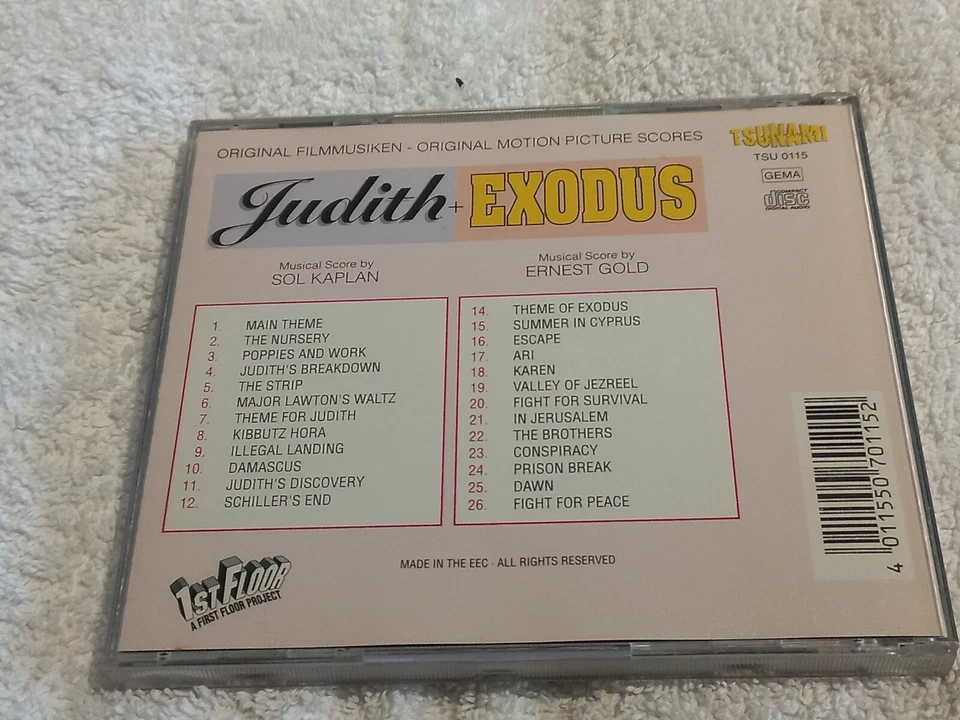 ORIGINAL FILMMUSIKEN - ORIGINAL MOTION PICTURE SCORES
TSUNAMI
TSU 0115
GEMA
COMPACT
disc
DIGITAL AUDIO
Judith + EXODUS
Musical Score by
SOL KAPLAN
Musical Score by
ERNEST GOLD
1. MAIN THEME
2. THE NURSERY
3. POPPIES AND WORK
4. JUDITH'S BREAKDOWN
5. THE STRIP
6. MAJOR LAWTON'S WALTZ
7. THEME FOR JUDITH
8. KIBBUTZ HORA
9. ILLEGAL LANDING
10. DAMASCUS
11. JUDITH'S DISCOVERY
12. SCHILLER'S END
14. THEME OF EXODUS
15. SUMMER IN CYPRUS
16. ESCAPE
17. ARI
18. KAREN
19. VALLEY OF JEZREEL
20. FIGHT FOR SURVIVAL
21. IN JERUSALEM
22. THE BROTHERS
23. CONSPIRACY
24. PRISON BREAK
25. DAWN
26. FIGHT FOR PEACE
4 011550 701152
1ST FLOOR
A FIRST FLOOR PROJECT
MADE IN THE EEC - ALL RIGHTS RESERVED